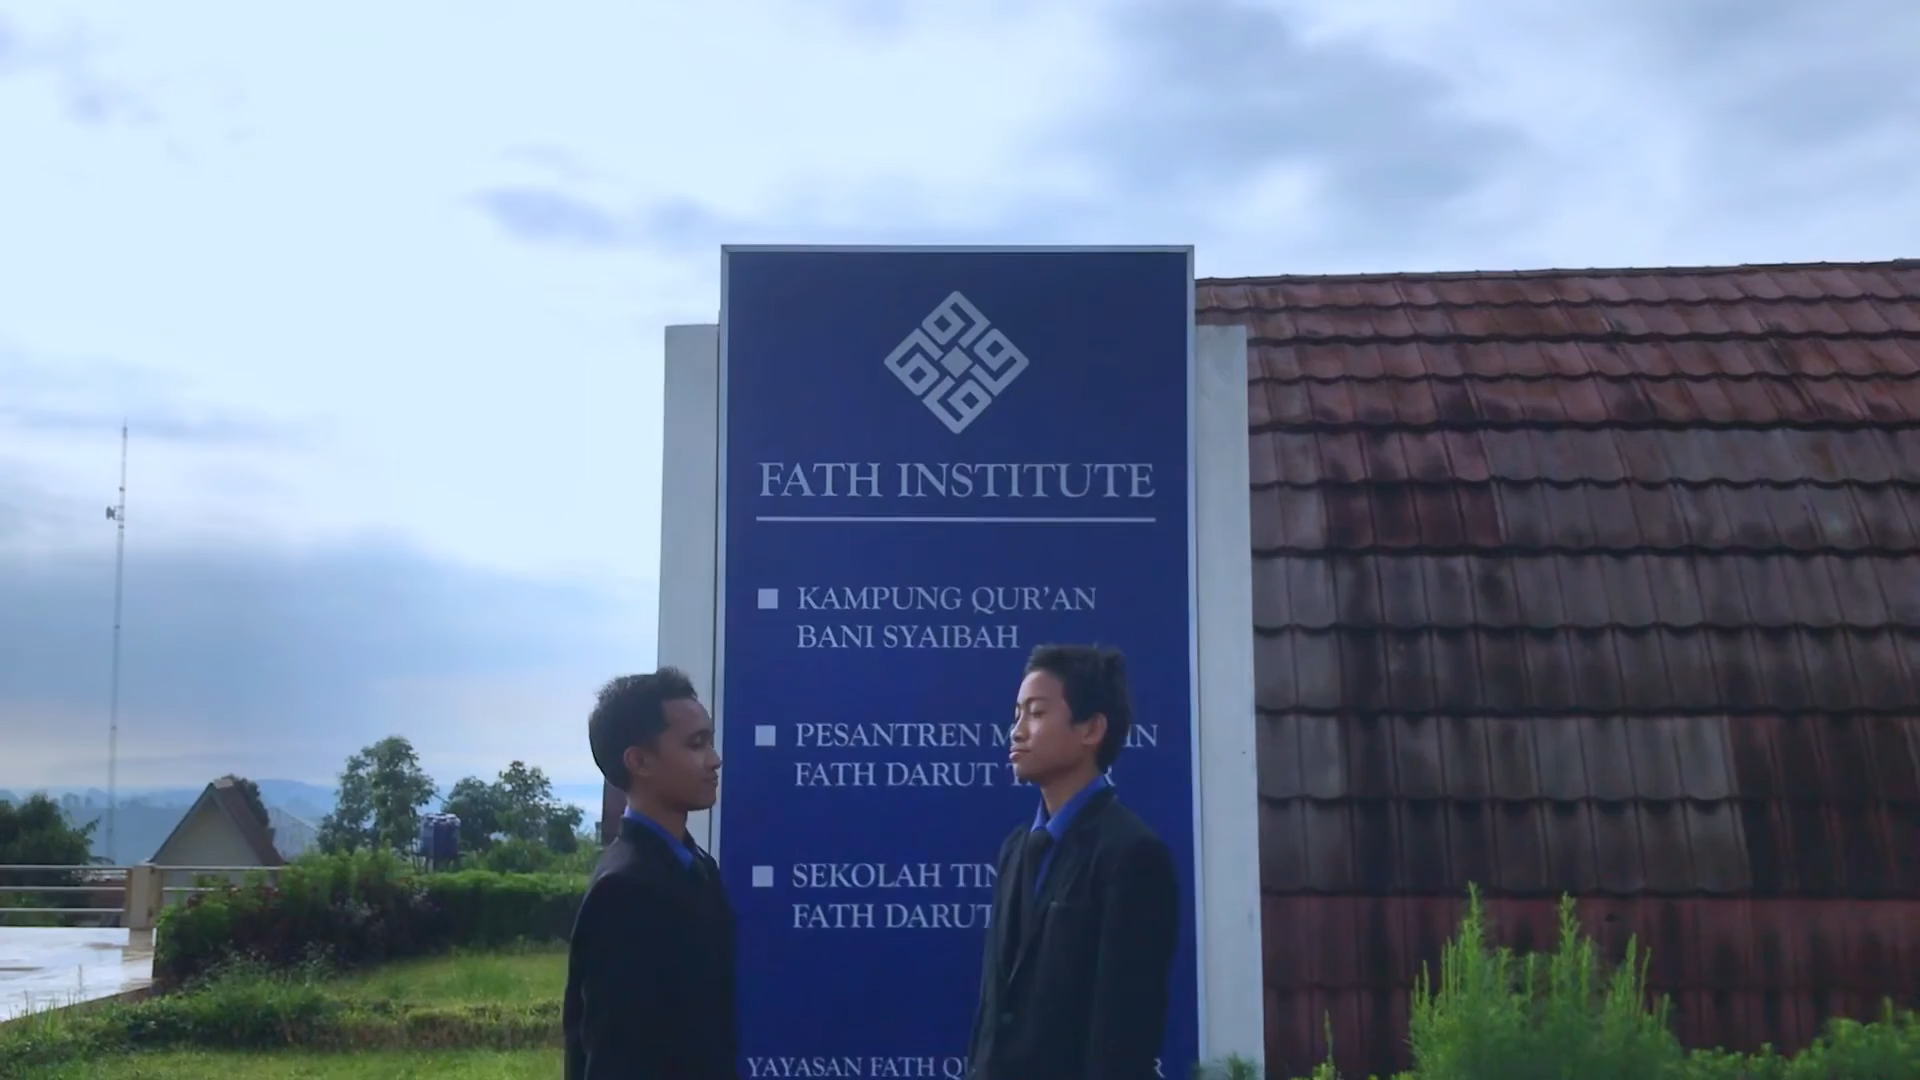 FATH INSTITUTE
KAMPUNG QUR'AN
BANI SYAIBAH
PESANTREN
FATH DARUT
SEKOLAH
FATH DARUT
YAYASAN FATH